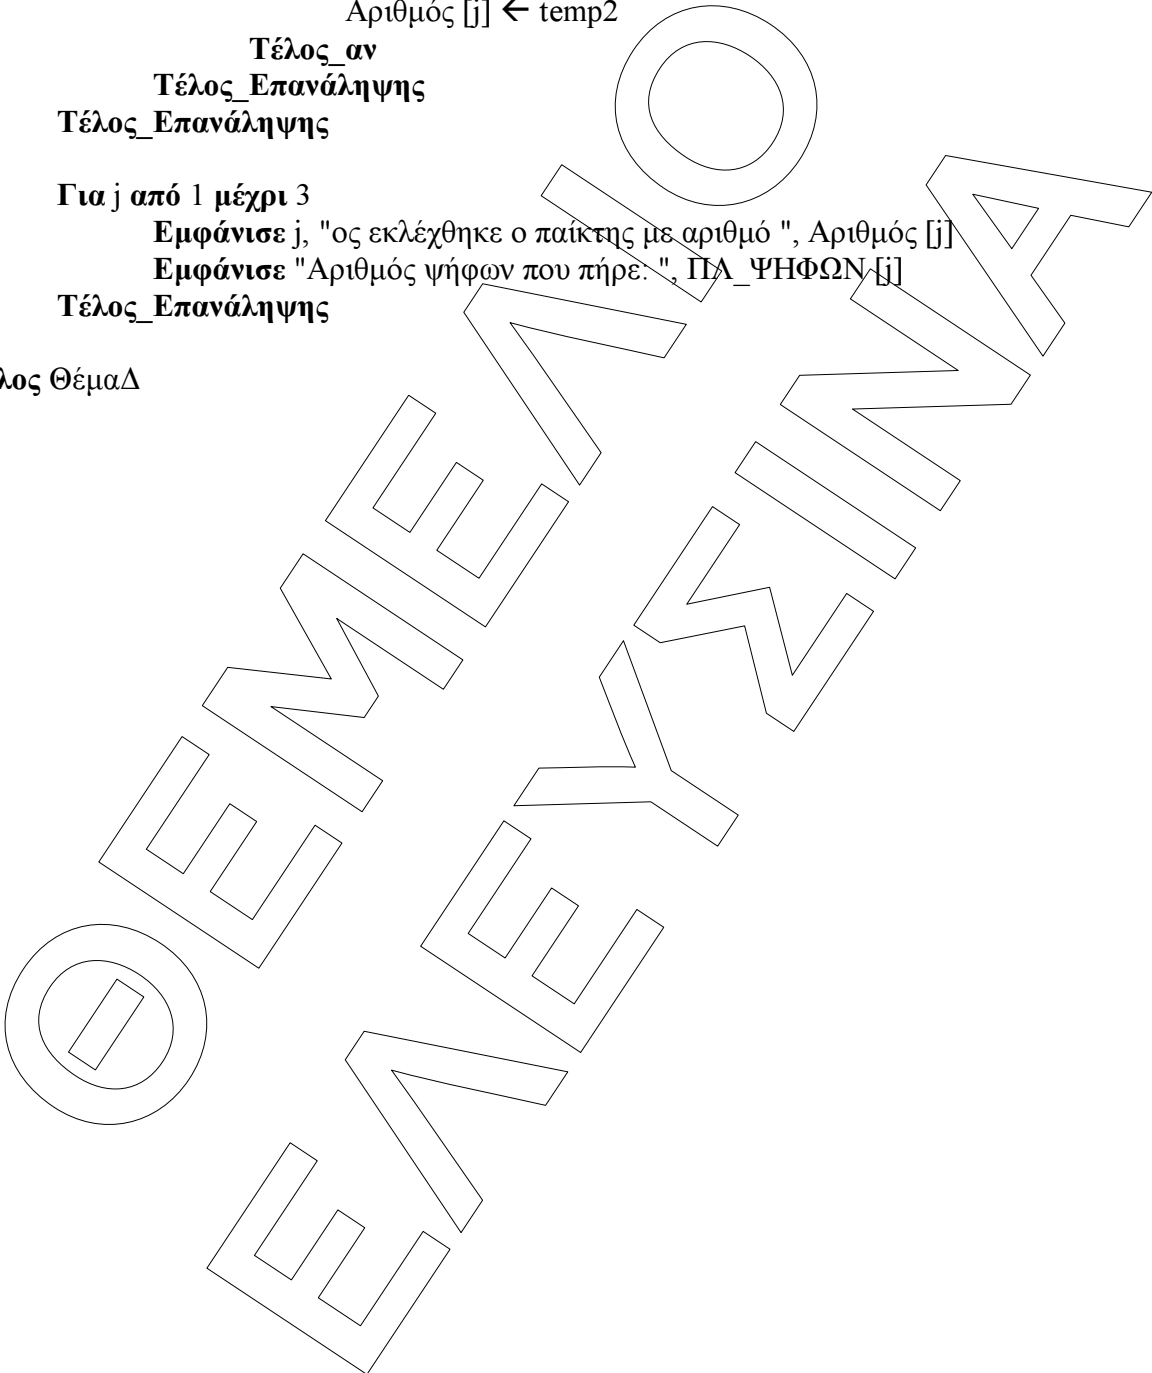 Αριθμός [j] ← temp2
Τέλος_αν
Τέλος_Επανάληψης
Τέλος_Επανάληψης
Για j από 1 μέχρι 3
Εμφάνισε j, "ος εκλέχθηκε ο παίκτης με αριθμό ", Αριθμός [j]
Εμφάνισε "Αριθμός ψήφων που πήρε: ", ΠΛ_ΨΗΦΩΝ [j]
Τέλος_Επανάληψης
λος ΘέμαΔ
ΘΕΜΕΛΙΟ
ΕΛΕΥΣΙΝΑ